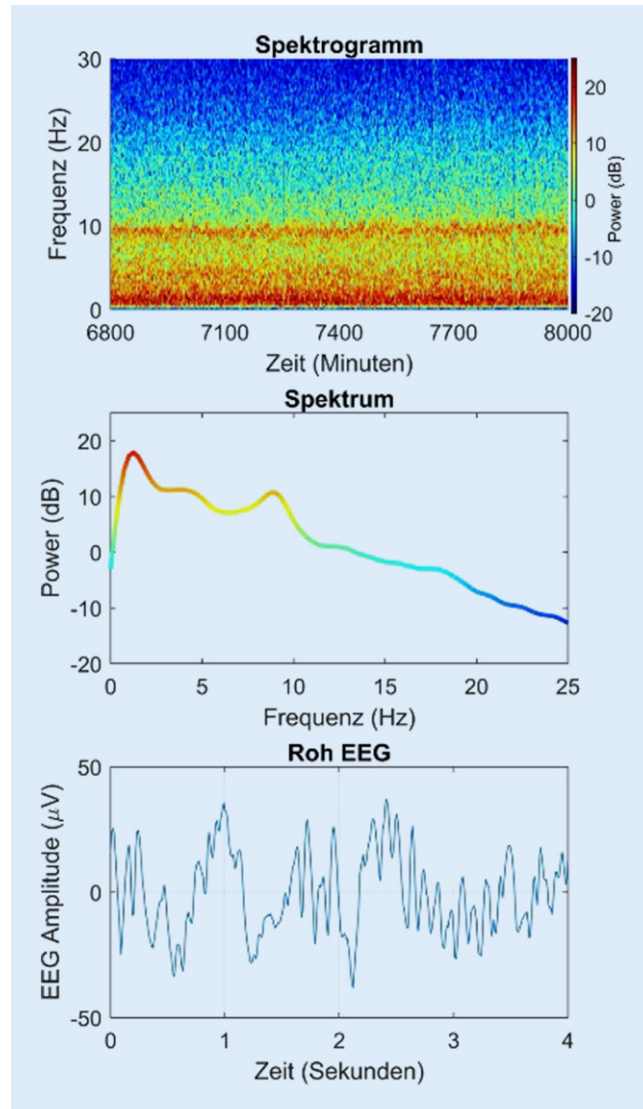 Spektrogramm
30
20
10
0
Frequenz (Hz)
6800 7100 7400 7700 8000
Zeit (Minuten)
20
10
0
-10
-20
Power (dB)
Spektrum
20
10
0
-10
-20
Power (dB)
0 5 10 15 20 25
Frequenz (Hz)
Roh EEG
50
0
-50
EEG Amplitude (μV)
0 1 2 3 4
Zeit (Sekunden)